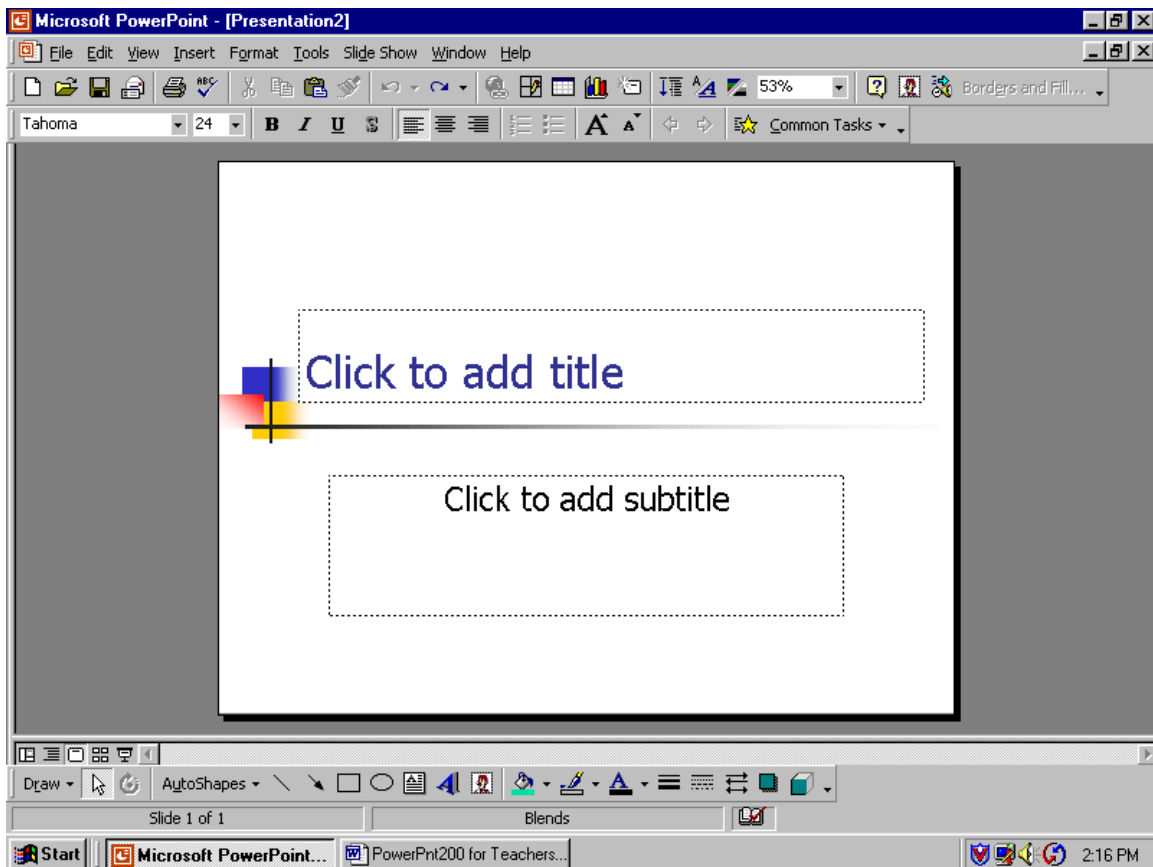 Microsoft PowerPoint - [Presentation2]
File Edit View Insert Format Tools Slide Show Window Help
ABC 53% Borders and Fill...
Tahoma 24 B I U S A A Common Tasks
Click to add title
Click to add subtitle
Draw AutoShapes A A
Slide 1 of 1 Blends
Start Microsoft PowerPoint... PowerPnt200 for Teachers... 2:16 PM